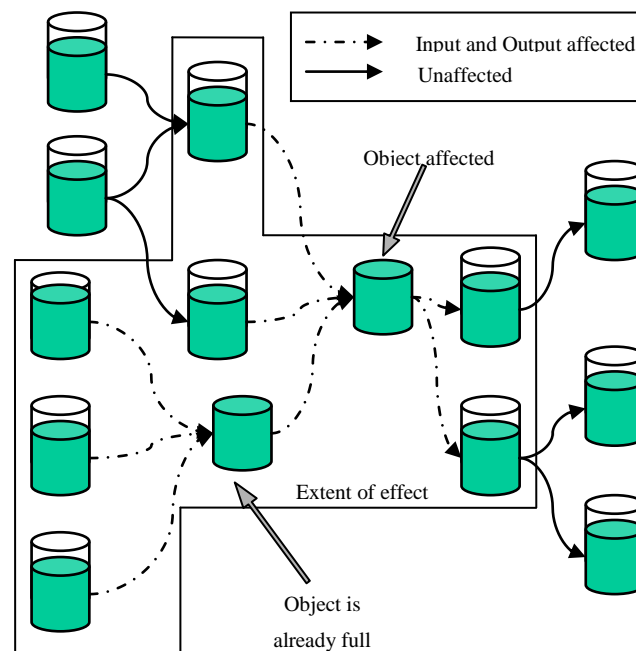 Input and Output affected
Unaffected
Object affected
Extent of effect
Object is
already full